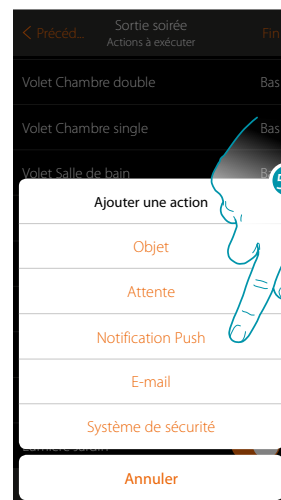 < Précéd...
Sortie soirée
Fin
Actions à exécuter
Volet Chambre double
Bas
Volet Chambre single
Bas
Volet Salle de bain
Ajouter une action
Objet
Attente
Notification Push
E-mail
Système de sécurité
Annuler